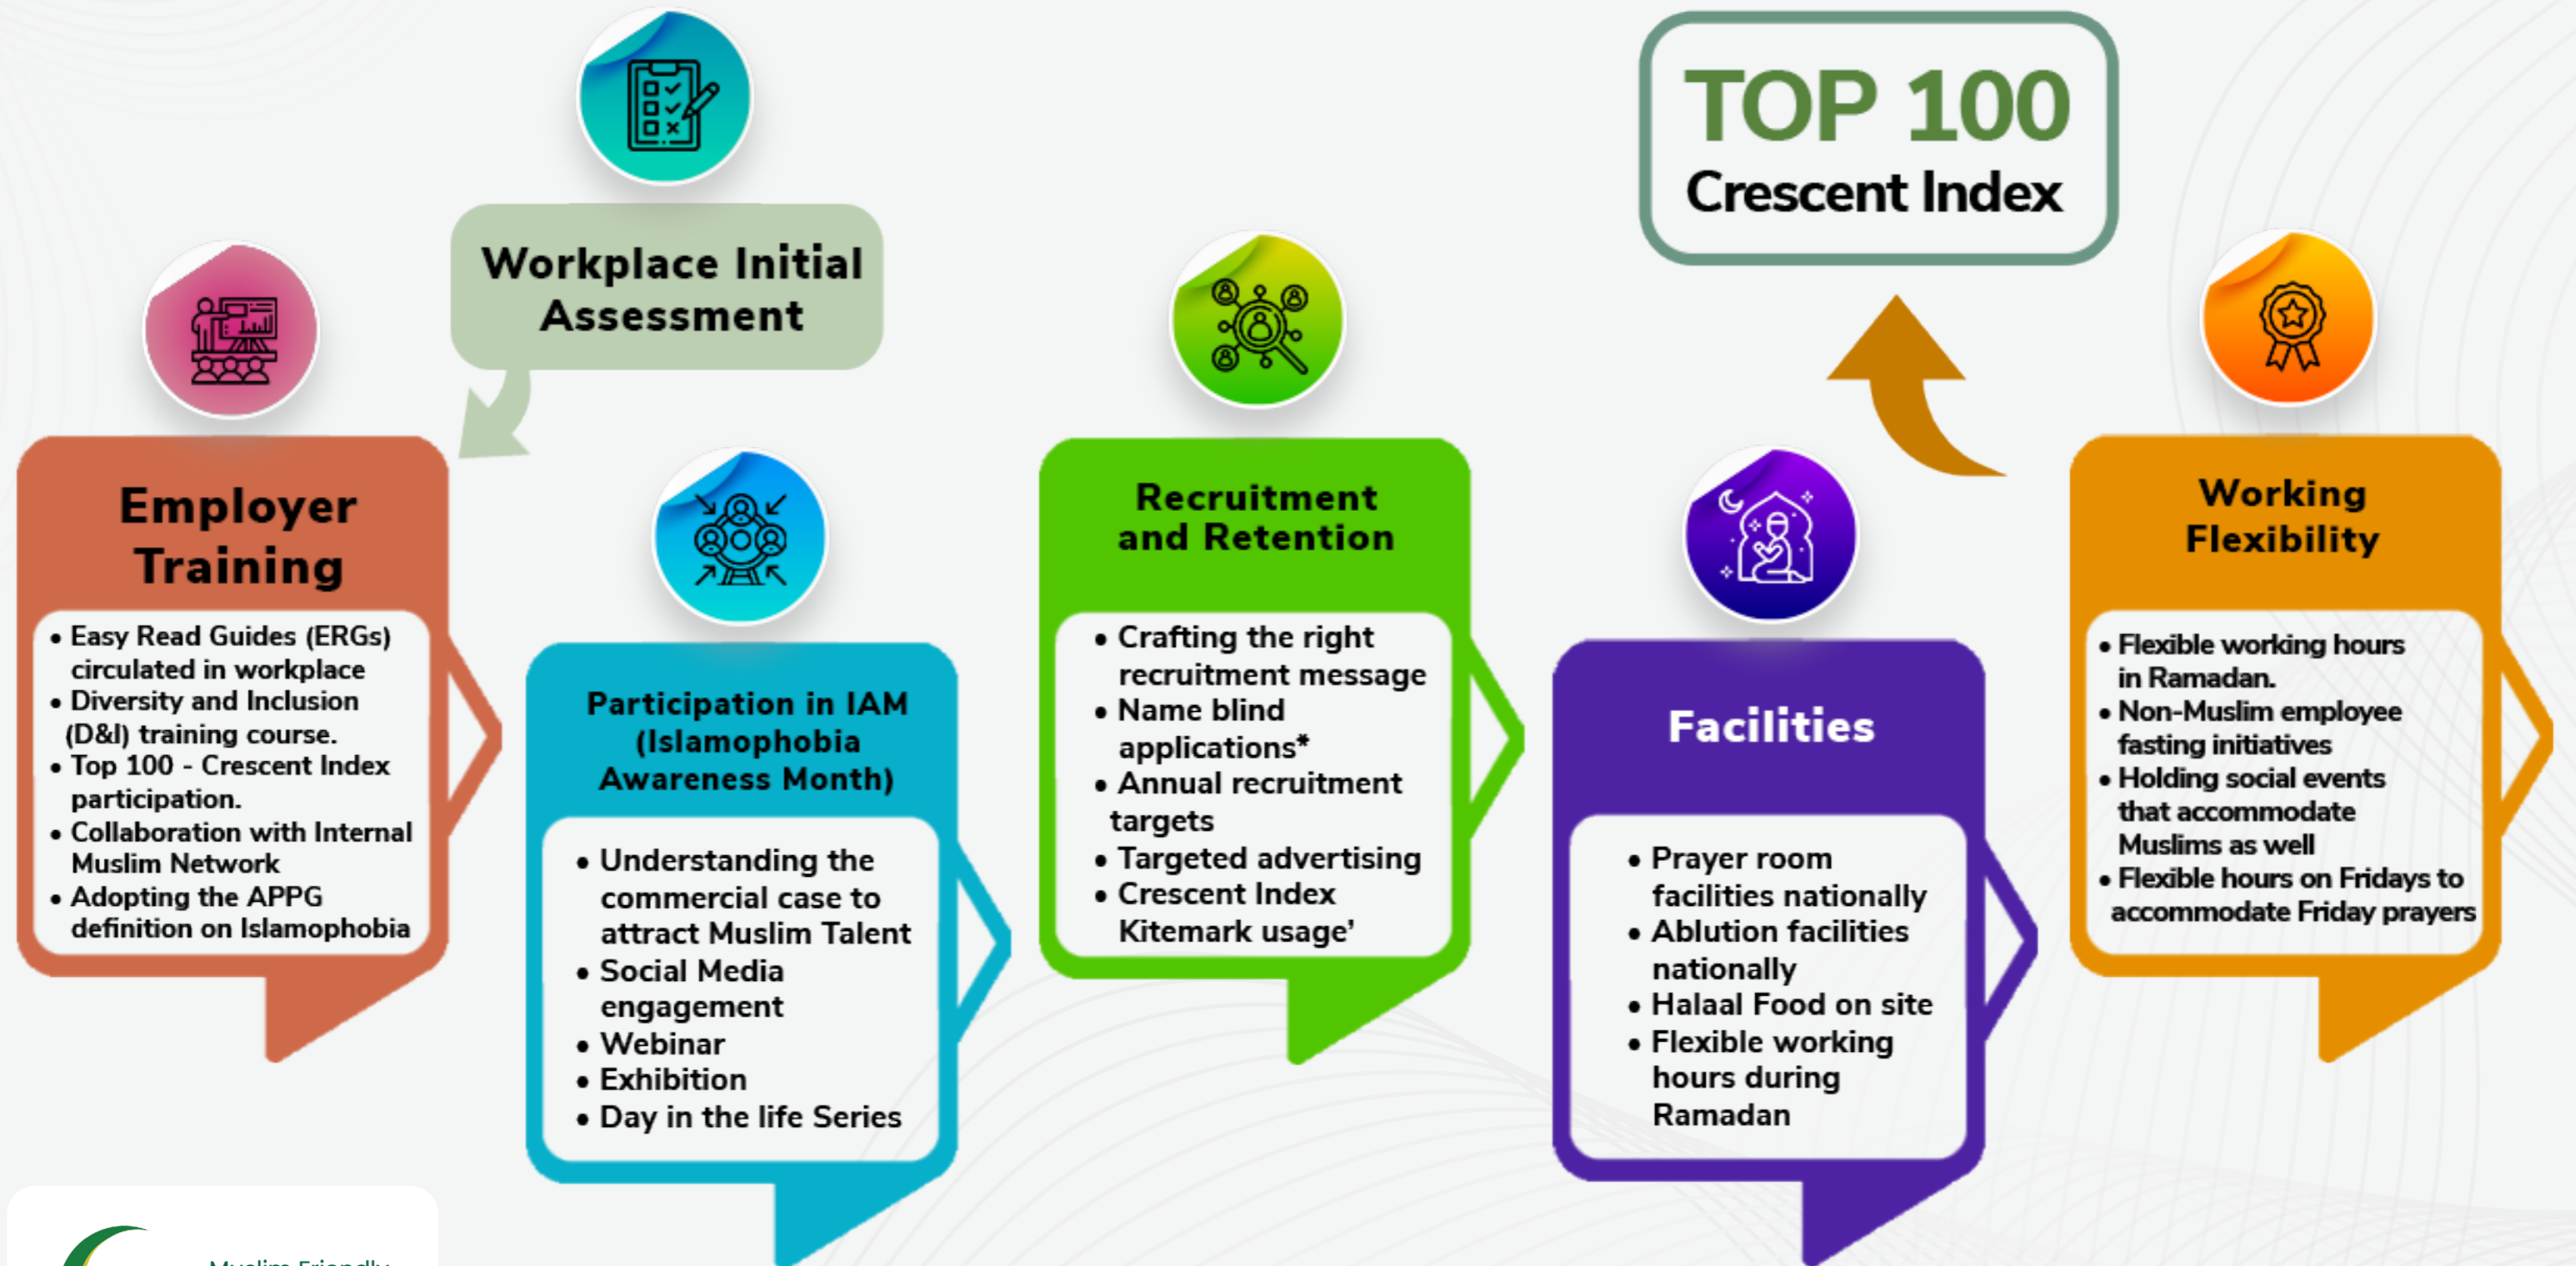 Workplace Initial
Assessment
TOP 100
Crescent Index
Employer
Training
• Easy Read Guides (ERGs)
circulated in workplace
• Diversity and Inclusion
(D&I) training course.
• Top 100 - Crescent Index
participation.
• Collaboration with Internal
Muslim Network
• Adopting the APPG
definition on Islamophobia
Participation in IAM
(Islamophobia
Awareness Month)
• Understanding the
commercial case to
attract Muslim Talent
• Social Media
engagement
• Webinar
• Exhibition
• Day in the life Series
Recruitment
and Retention
• Crafting the right
recruitment message
• Name blind
applications*
• Annual recruitment
targets
• Targeted advertising
• Crescent Index
Kitemark usage’
Facilities
• Prayer room
facilities nationally
• Ablution facilities
nationally
• Halaal Food on site
• Flexible working
hours during
Ramadan
Working
Flexibility
• Flexible working hours
in Ramadan.
• Non-Muslim employee
fasting initiatives
• Holding social events
that accommodate
Muslims as well
• Flexible hours on Fridays to
accommodate Friday prayers
Muslim Friendly